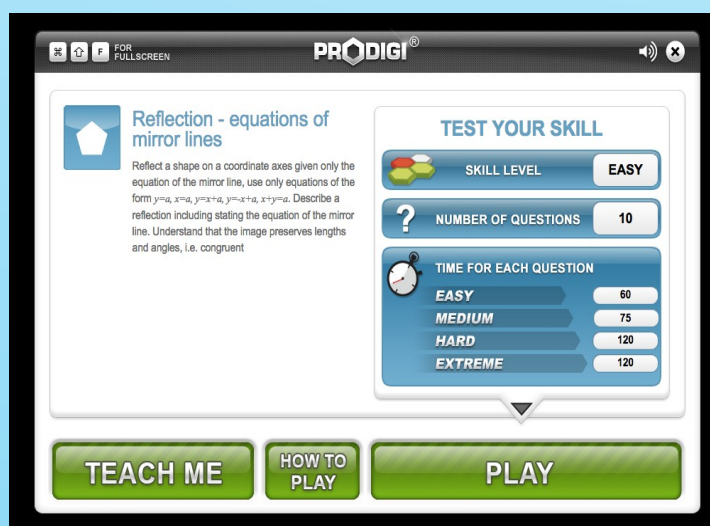 ⌘ ⇧ F FOR FULLSCREEN
PRODIGI®
Reflection - equations of
mirror lines
Reflect a shape on a coordinate axes given only the
equation of the mirror line, use only equations of the
form y=a, x=a, y=x+a, y=-x+a, x+y=a. Describe a
reflection including stating the equation of the mirror
line. Understand that the image preserves lengths
and angles, i.e. congruent
TEST YOUR SKILL
SKILL LEVEL EASY
? NUMBER OF QUESTIONS 10
TIME FOR EACH QUESTION
EASY 60
MEDIUM 75
HARD 120
EXTREME 120
TEACH ME
HOW TO
PLAY
PLAY